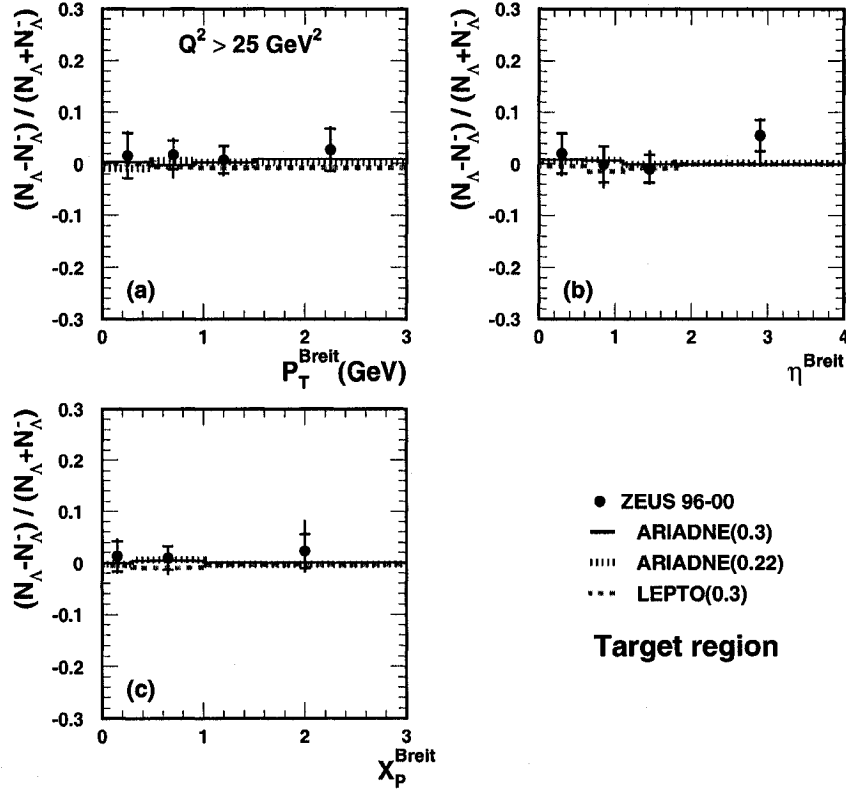 Q² > 25 GeV²
(N_Λ-N_Λ̄) / (N_Λ+N_Λ̄)
0.3
0.2
0.1
0
-0.1
-0.2
-0.3
(a)
0 1 2 3
P_T^Breit (GeV)
(N_Λ-N_Λ̄) / (N_Λ+N_Λ̄)
0.3
0.2
0.1
0
-0.1
-0.2
-0.3
(b)
0 1 2 3 4
η^Breit
(N_Λ-N_Λ̄) / (N_Λ+N_Λ̄)
0.3
0.2
0.1
0
-0.1
-0.2
-0.3
(c)
0 1 2 3
X_P^Breit
ZEUS 96-00
ARIADNE(0.3)
ARIADNE(0.22)
LEPTO(0.3)
Target region